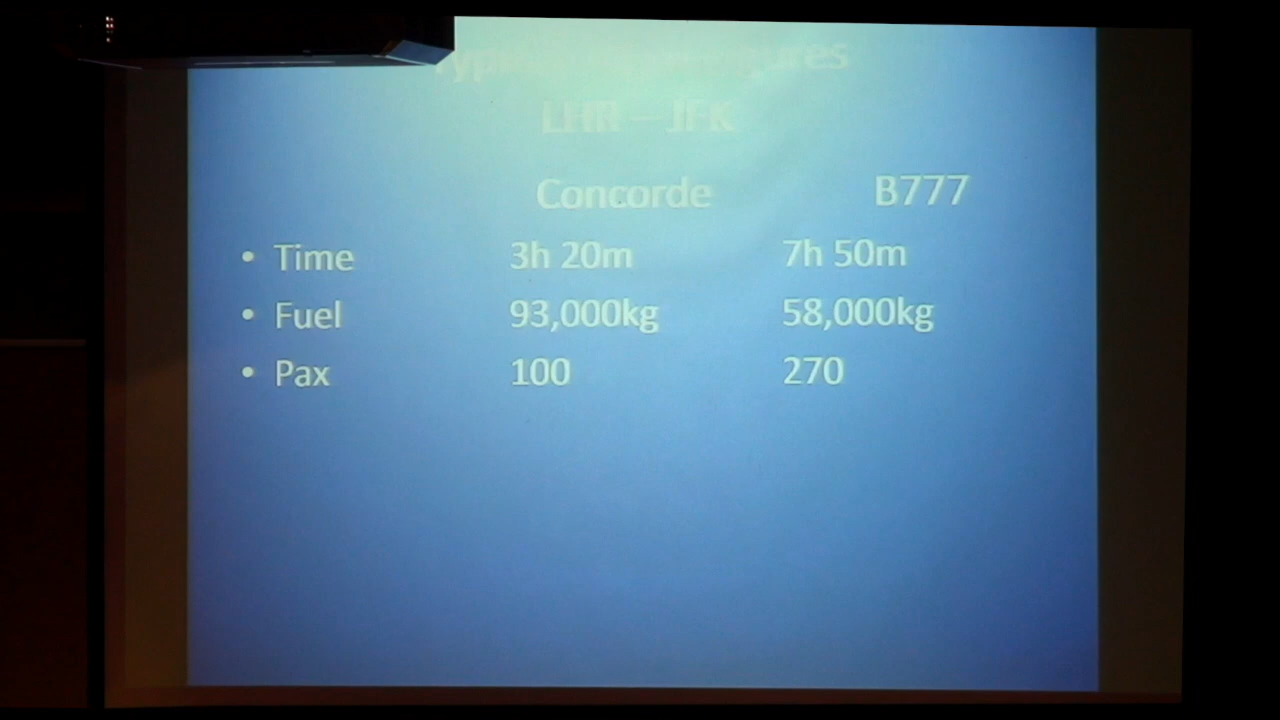 LHR – JFK
Concorde B777
• Time 3h 20m 7h 50m
• Fuel 93,000kg 58,000kg
• Pax 100 270